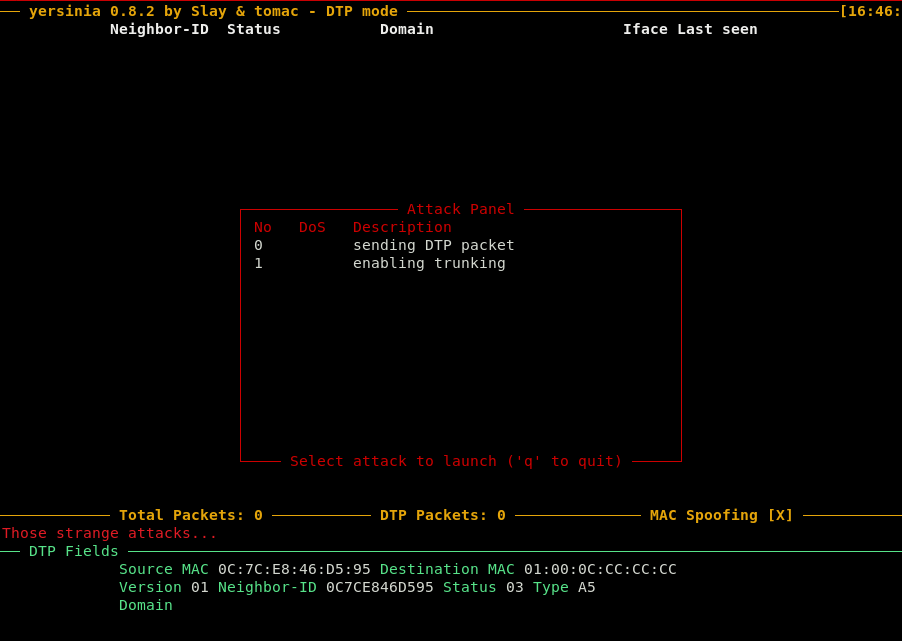 yersinia 0.8.2 by Slay & tomac - DTP mode [16:46:
Neighbor-ID Status Domain Iface Last seen
Attack Panel
No DoS Description
0 sending DTP packet
1 enabling trunking
Select attack to launch ('q' to quit)
Total Packets: 0 DTP Packets: 0 MAC Spoofing [X]
Those strange attacks...
DTP Fields
Source MAC 0C:7C:E8:46:D5:95 Destination MAC 01:00:0C:CC:CC:CC
Version 01 Neighbor-ID 0C7CE846D595 Status 03 Type A5
Domain